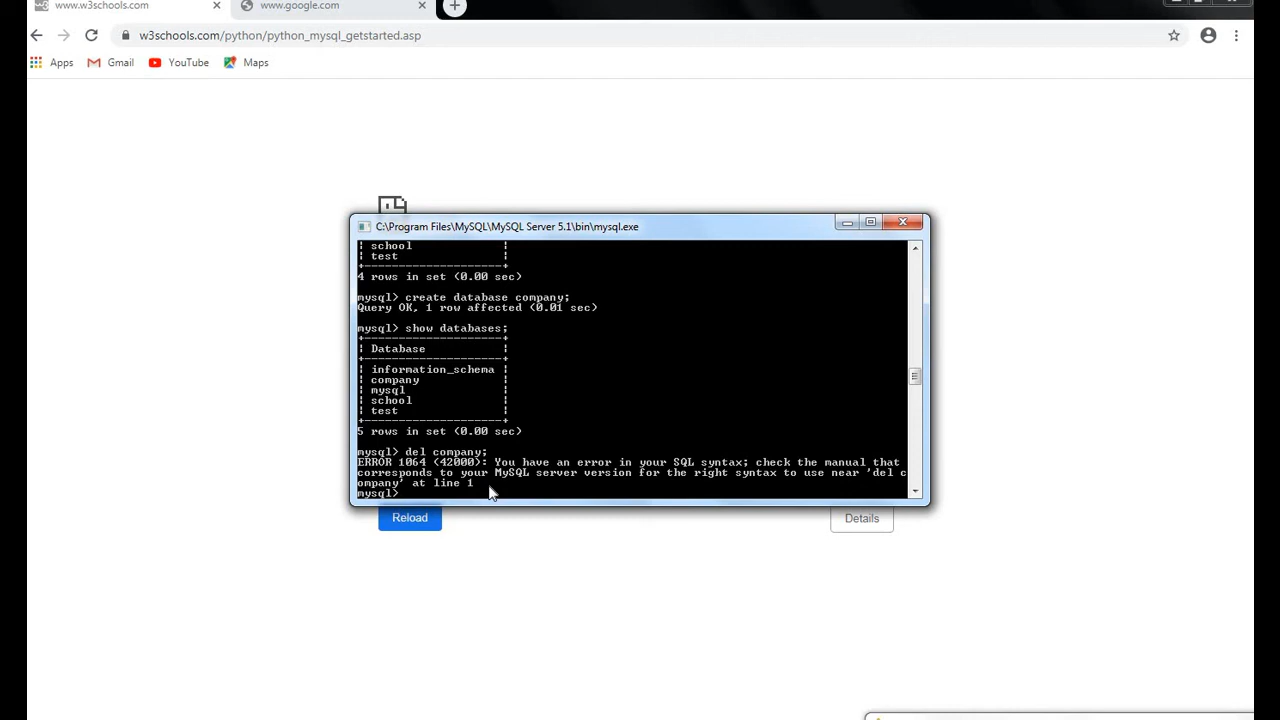 www.w3schools.com
www.google.com
w3schools.com/python/python_mysql_getstarted.asp
Apps Gmail YouTube Maps
C:\Program Files\MySQL\MySQL Server 5.1\bin\mysql.exe
| school |
| test |
+--------------------+
4 rows in set (0.00 sec)
mysql> create database company;
Query OK, 1 row affected (0.01 sec)
mysql> show databases;
+--------------------+
| Database |
+--------------------+
| information_schema |
| company |
| mysql |
| school |
| test |
+--------------------+
5 rows in set (0.00 sec)
mysql> del company;
ERROR 1064 (42000): You have an error in your SQL syntax; check the manual that
corresponds to your MySQL server version for the right syntax to use near 'del c
ompany' at line 1
mysql>
Reload
Details